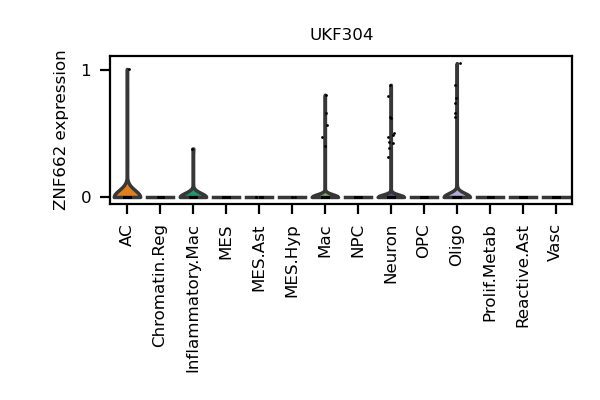 UKF304
ZNF662 expression
1
0
AC
Chromatin.Reg
Inflammatory.Mac
MES
MES.Ast
MES.Hyp
Mac
NPC
Neuron
OPC
Oligo
Prolif.Metab
Reactive.Ast
Vasc